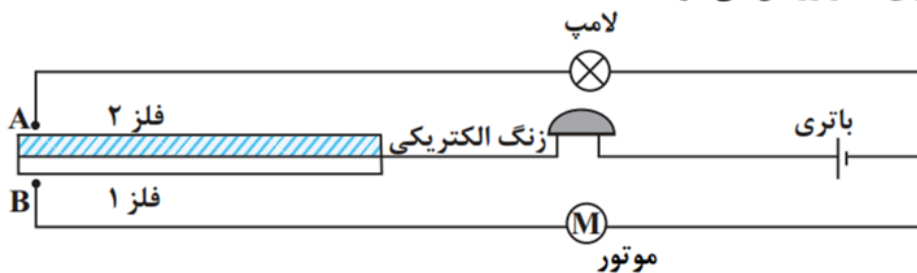 لامپ
A
فلز ۲
زنگ الکتریکی
باتری
B
فلز ۱
M
موتور